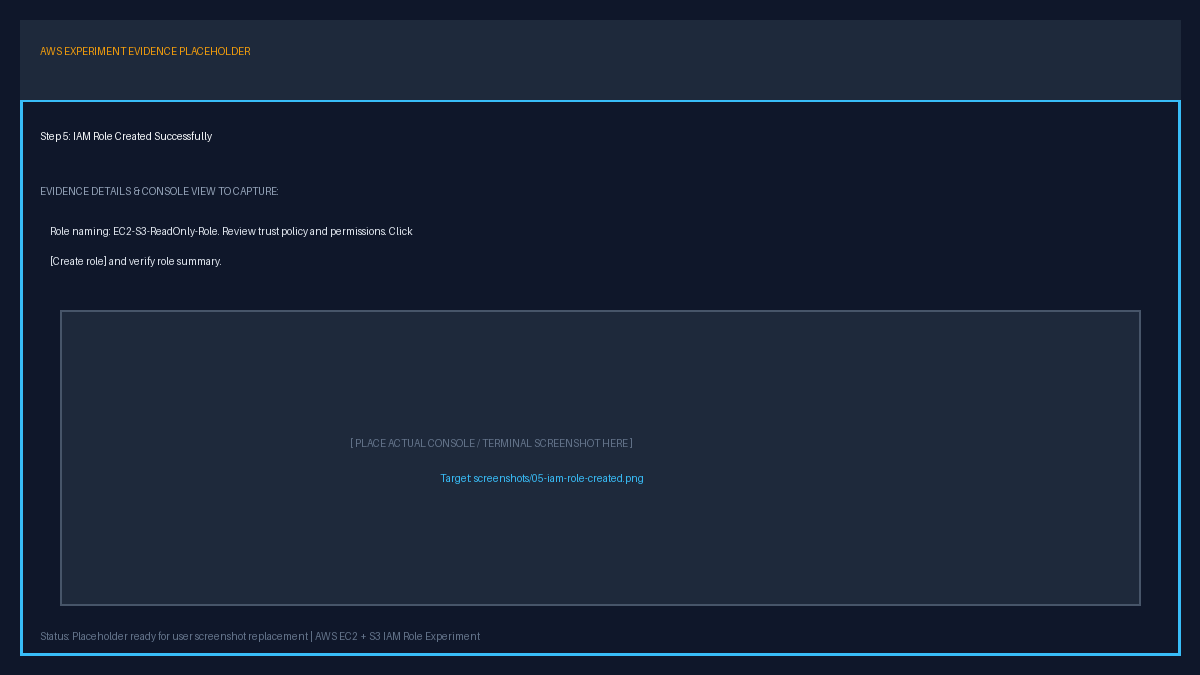 AWS EXPERIMENT EVIDENCE PLACEHOLDER
Step 5: IAM Role Created Successfully
EVIDENCE DETAILS & CONSOLE VIEW TO CAPTURE:
Role naming: EC2-S3-ReadOnly-Role. Review trust policy and permissions. Click
[Create role] and verify role summary.
[ PLACE ACTUAL CONSOLE / TERMINAL SCREENSHOT HERE ]
Target: screenshots/05-iam-role-created.png
Status: Placeholder ready for user screenshot replacement | AWS EC2 + S3 IAM Role Experiment